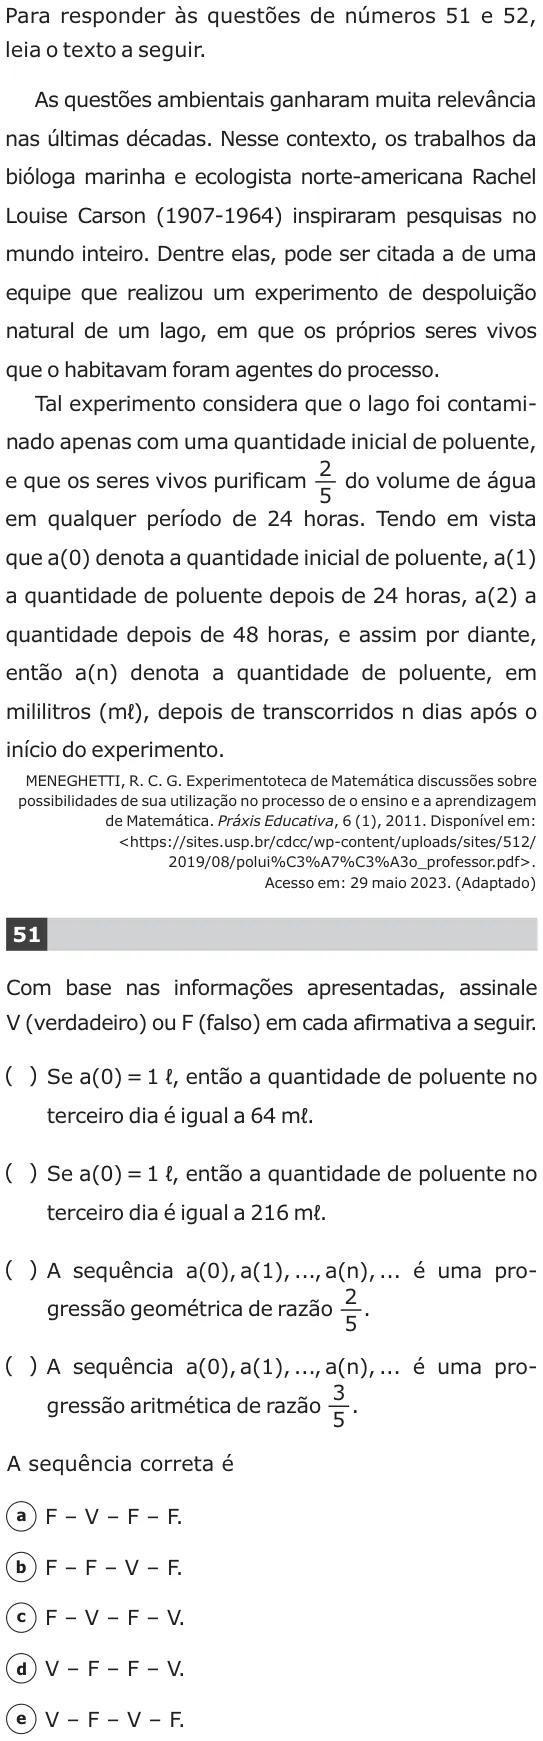 Para responder às questões de números 51 e 52,
leia o texto a seguir.
As questões ambientais ganharam muita relevância
nas últimas décadas. Nesse contexto, os trabalhos da
bióloga marinha e ecologista norte-americana Rachel
Louise Carson (1907-1964) inspiraram pesquisas no
mundo inteiro. Dentre elas, pode ser citada a de uma
equipe que realizou um experimento de despoluição
natural de um lago, em que os próprios seres vivos
que o habitavam foram agentes do processo.
Tal experimento considera que o lago foi contami-
nado apenas com uma quantidade inicial de poluente,
e que os seres vivos purificam 2/5 do volume de água
em qualquer período de 24 horas. Tendo em vista
que a(0) denota a quantidade inicial de poluente, a(1)
a quantidade de poluente depois de 24 horas, a(2) a
quantidade depois de 48 horas, e assim por diante,
então a(n) denota a quantidade de poluente, em
mililitros (mℓ), depois de transcorridos n dias após o
início do experimento.
MENEGHETTI, R. C. G. Experimentoteca de Matemática discussões sobre
possibilidades de sua utilização no processo de o ensino e a aprendizagem
de Matemática. Práxis Educativa, 6 (1), 2011. Disponível em:
<https://sites.usp.br/cdcc/wp-content/uploads/sites/512/
2019/08/polui%C3%A7%C3%A3o_professor.pdf>.
Acesso em: 29 maio 2023. (Adaptado)
51
Com base nas informações apresentadas, assinale
V (verdadeiro) ou F (falso) em cada afirmativa a seguir.
( ) Se a(0) = 1 ℓ, então a quantidade de poluente no
terceiro dia é igual a 64 mℓ.
( ) Se a(0) = 1 ℓ, então a quantidade de poluente no
terceiro dia é igual a 216 mℓ.
( ) A sequência a(0), a(1), ..., a(n), ... é uma pro-
gressão geométrica de razão 2/5.
( ) A sequência a(0), a(1), ..., a(n), ... é uma pro-
gressão aritmética de razão 3/5.
A sequência correta é
a F – V – F – F.
b F – F – V – F.
c F – V – F – V.
d V – F – F – V.
e V – F – V – F.